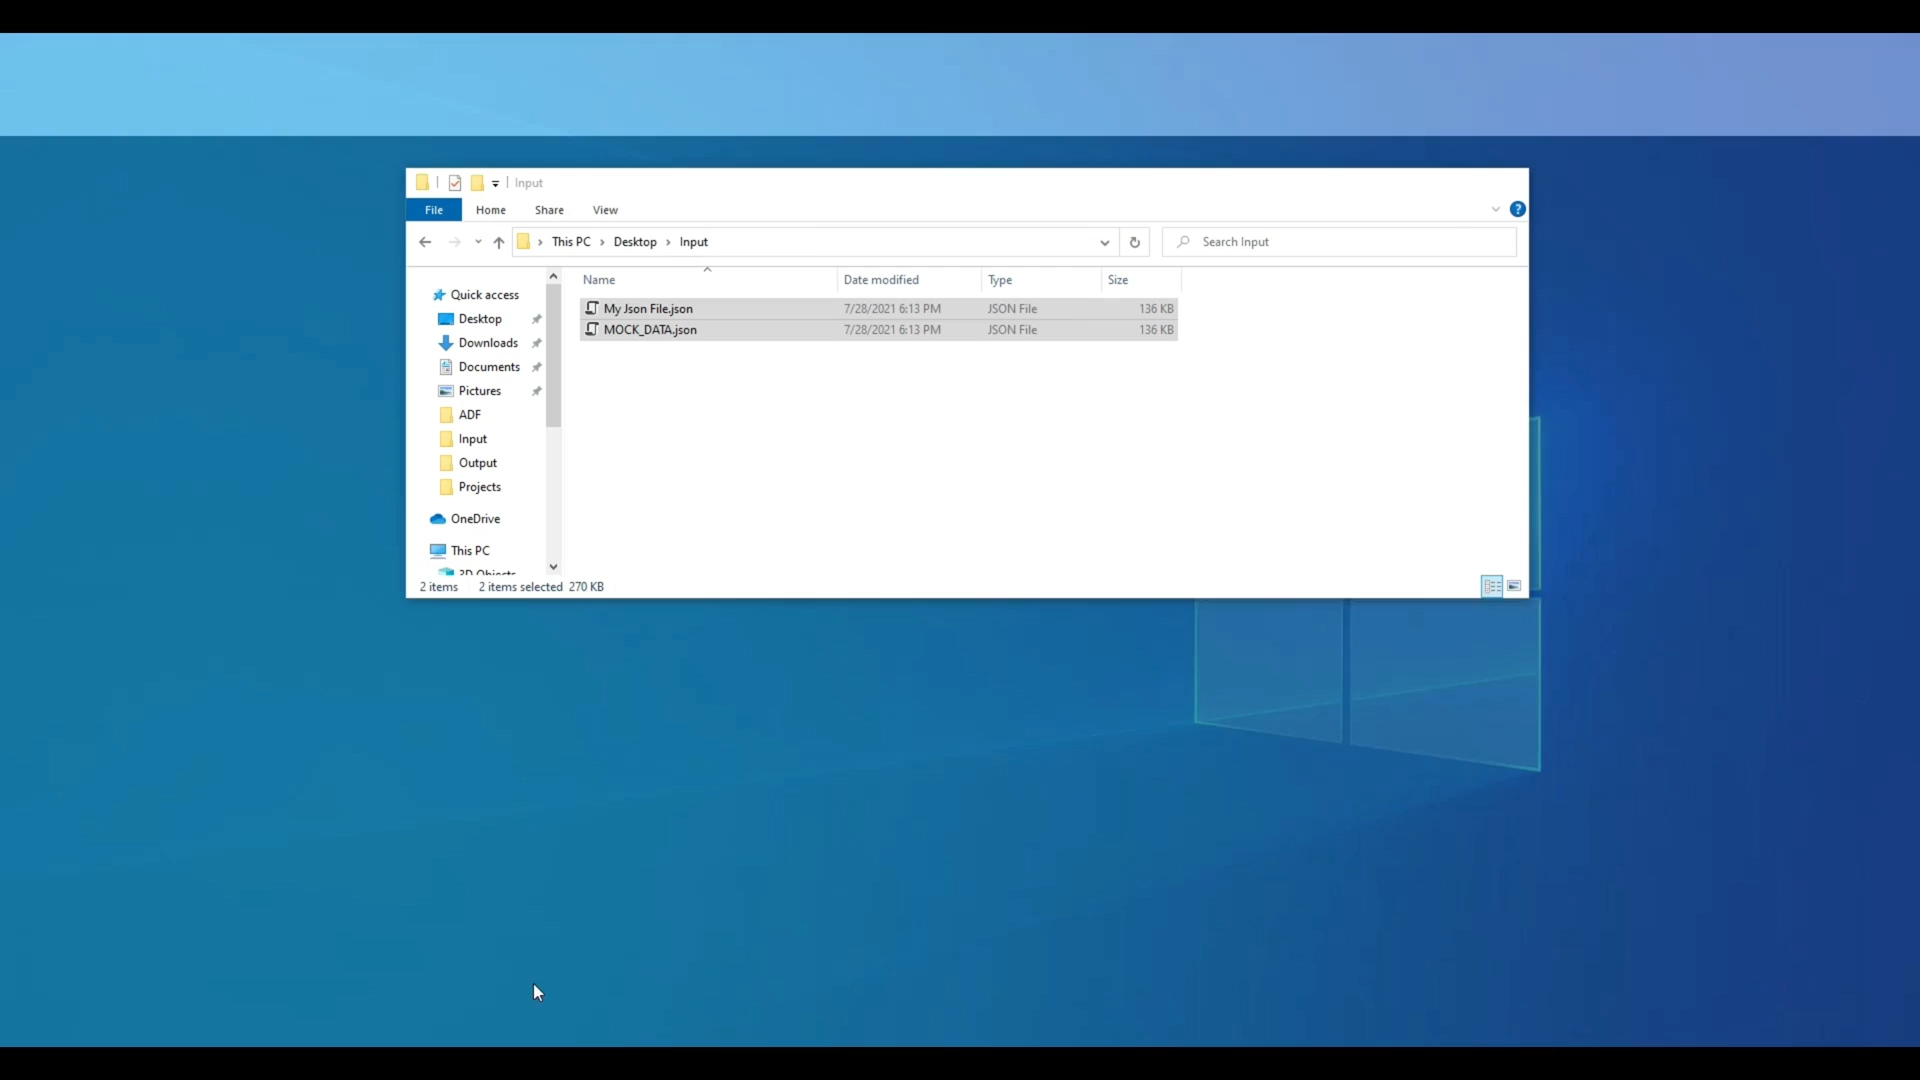 Input
File Home Share View
This PC Desktop Input
Search Input
Name Date modified Type Size
My Json File.json 7/28/2021 6:13 PM JSON File 136 KB
MOCK_DATA.json 7/28/2021 6:13 PM JSON File 136 KB
Quick access
Desktop
Downloads
Documents
Pictures
ADF
Input
Output
Projects
OneDrive
This PC
3D Objects
2 items 2 items selected 270 KB